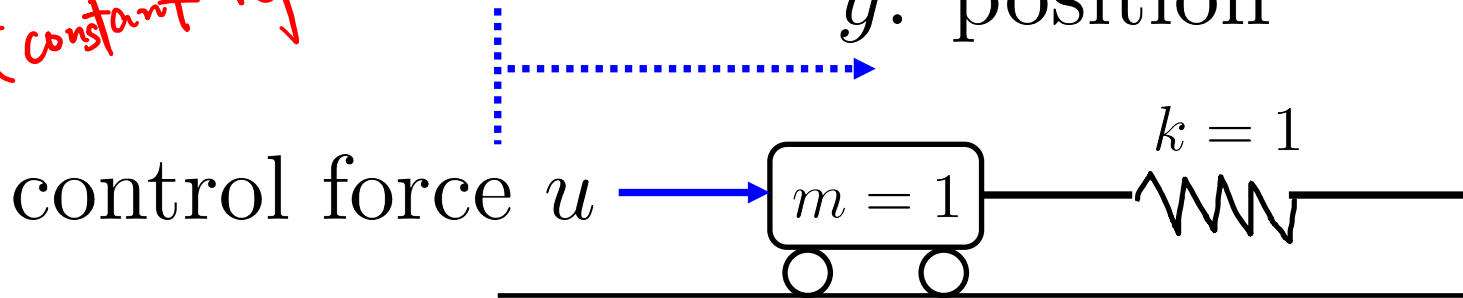 y: position
(constant
k = 1
control force u
m = 1